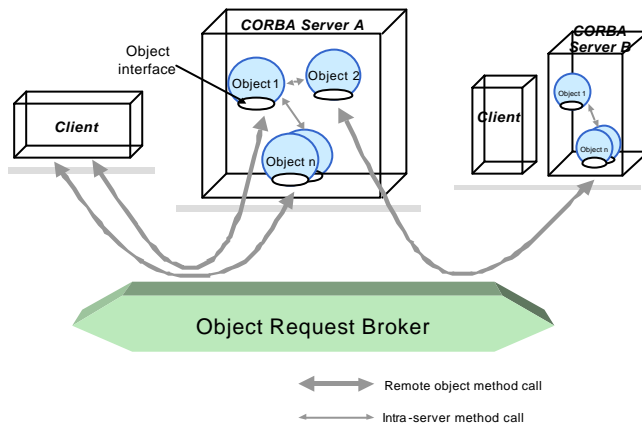 CORBA Server A
Object
interface
Object 1
Object 2
Object n
Client
CORBA
Server B
Object 1
Object n
Client
Object Request Broker
Remote object method call
Intra-server method call